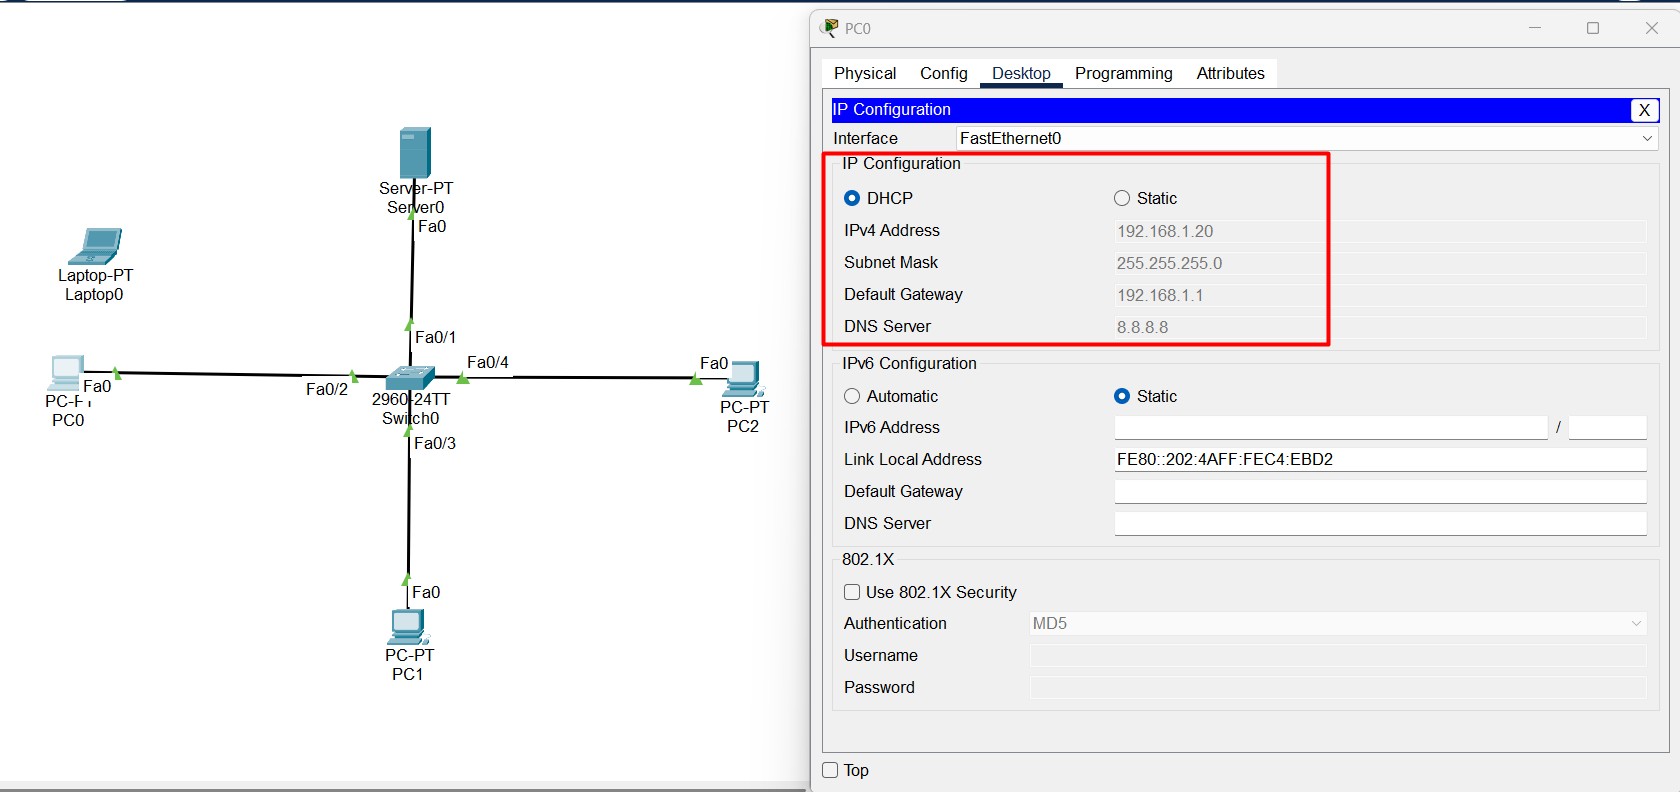 Server-PT
Server0
Fa0
Laptop-PT
Laptop0
Fa0/1
Fa0/4
Fa0
Fa0
Fa0/2
PC0
2960-24TT
Switch0
PC-PT
PC2
Fa0/3
Fa0
PC-PT
PC1
PC0
Physical Config Desktop Programming Attributes
IP Configuration X
Interface FastEthernet0
IP Configuration
DHCP Static
IPv4 Address 192.168.1.20
Subnet Mask 255.255.255.0
Default Gateway 192.168.1.1
DNS Server 8.8.8.8
IPv6 Configuration
Automatic Static
IPv6 Address /
Link Local Address FE80::202:4AFF:FEC4:EBD2
Default Gateway
DNS Server
802.1X
Use 802.1X Security
Authentication MD5
Username
Password
Top